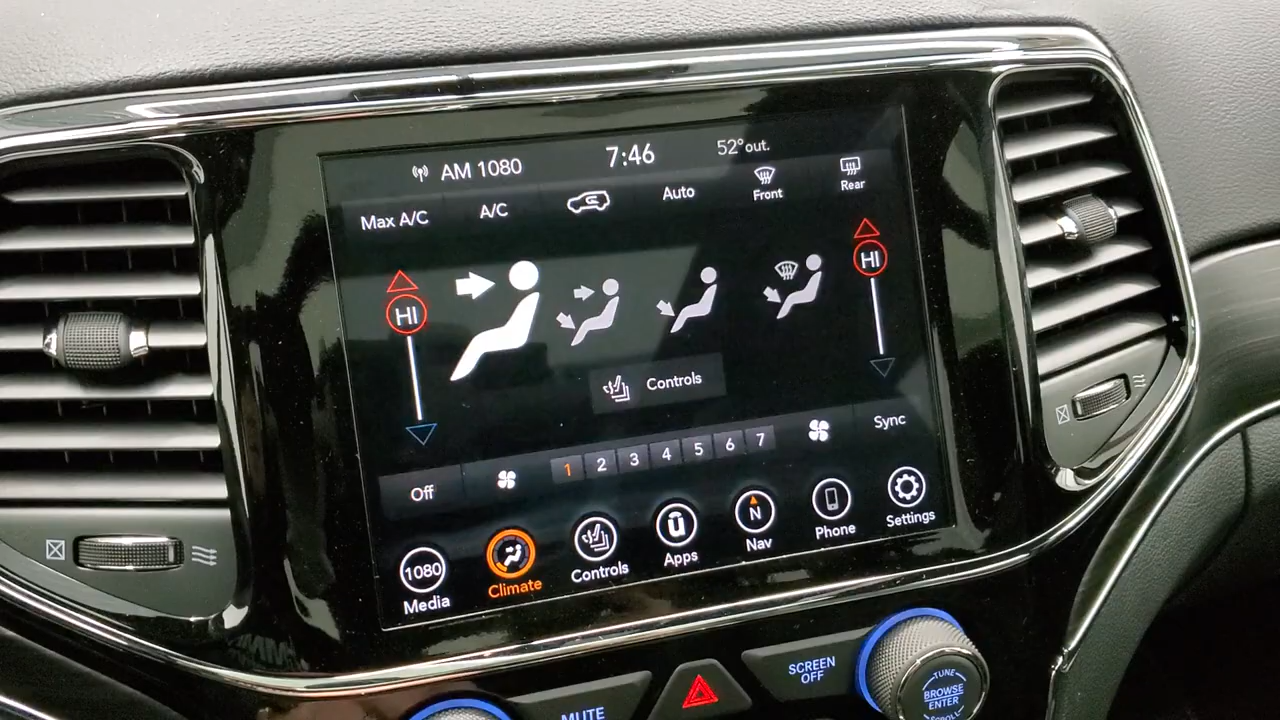 AM 1080 7:46 52°out.
Max A/C A/C Auto Front Rear
HI HI
Controls
Off 1 2 3 4 5 6 7 Sync
1080 N
Media Climate Controls Apps Nav Phone Settings
MUTE
SCREEN
OFF
TUNE
BROWSE
ENTER
SCROLL